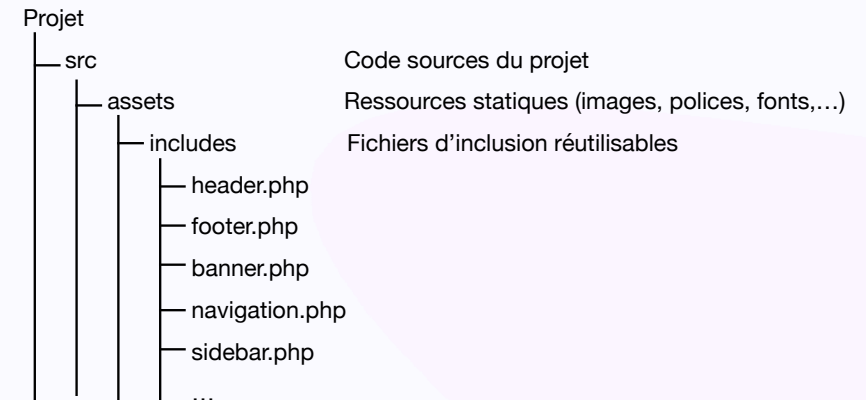 Projet
src Code sources du projet
assets Ressources statiques (images, polices, fonts,…)
includes Fichiers d’inclusion réutilisables
header.php
footer.php
banner.php
navigation.php
sidebar.php
…